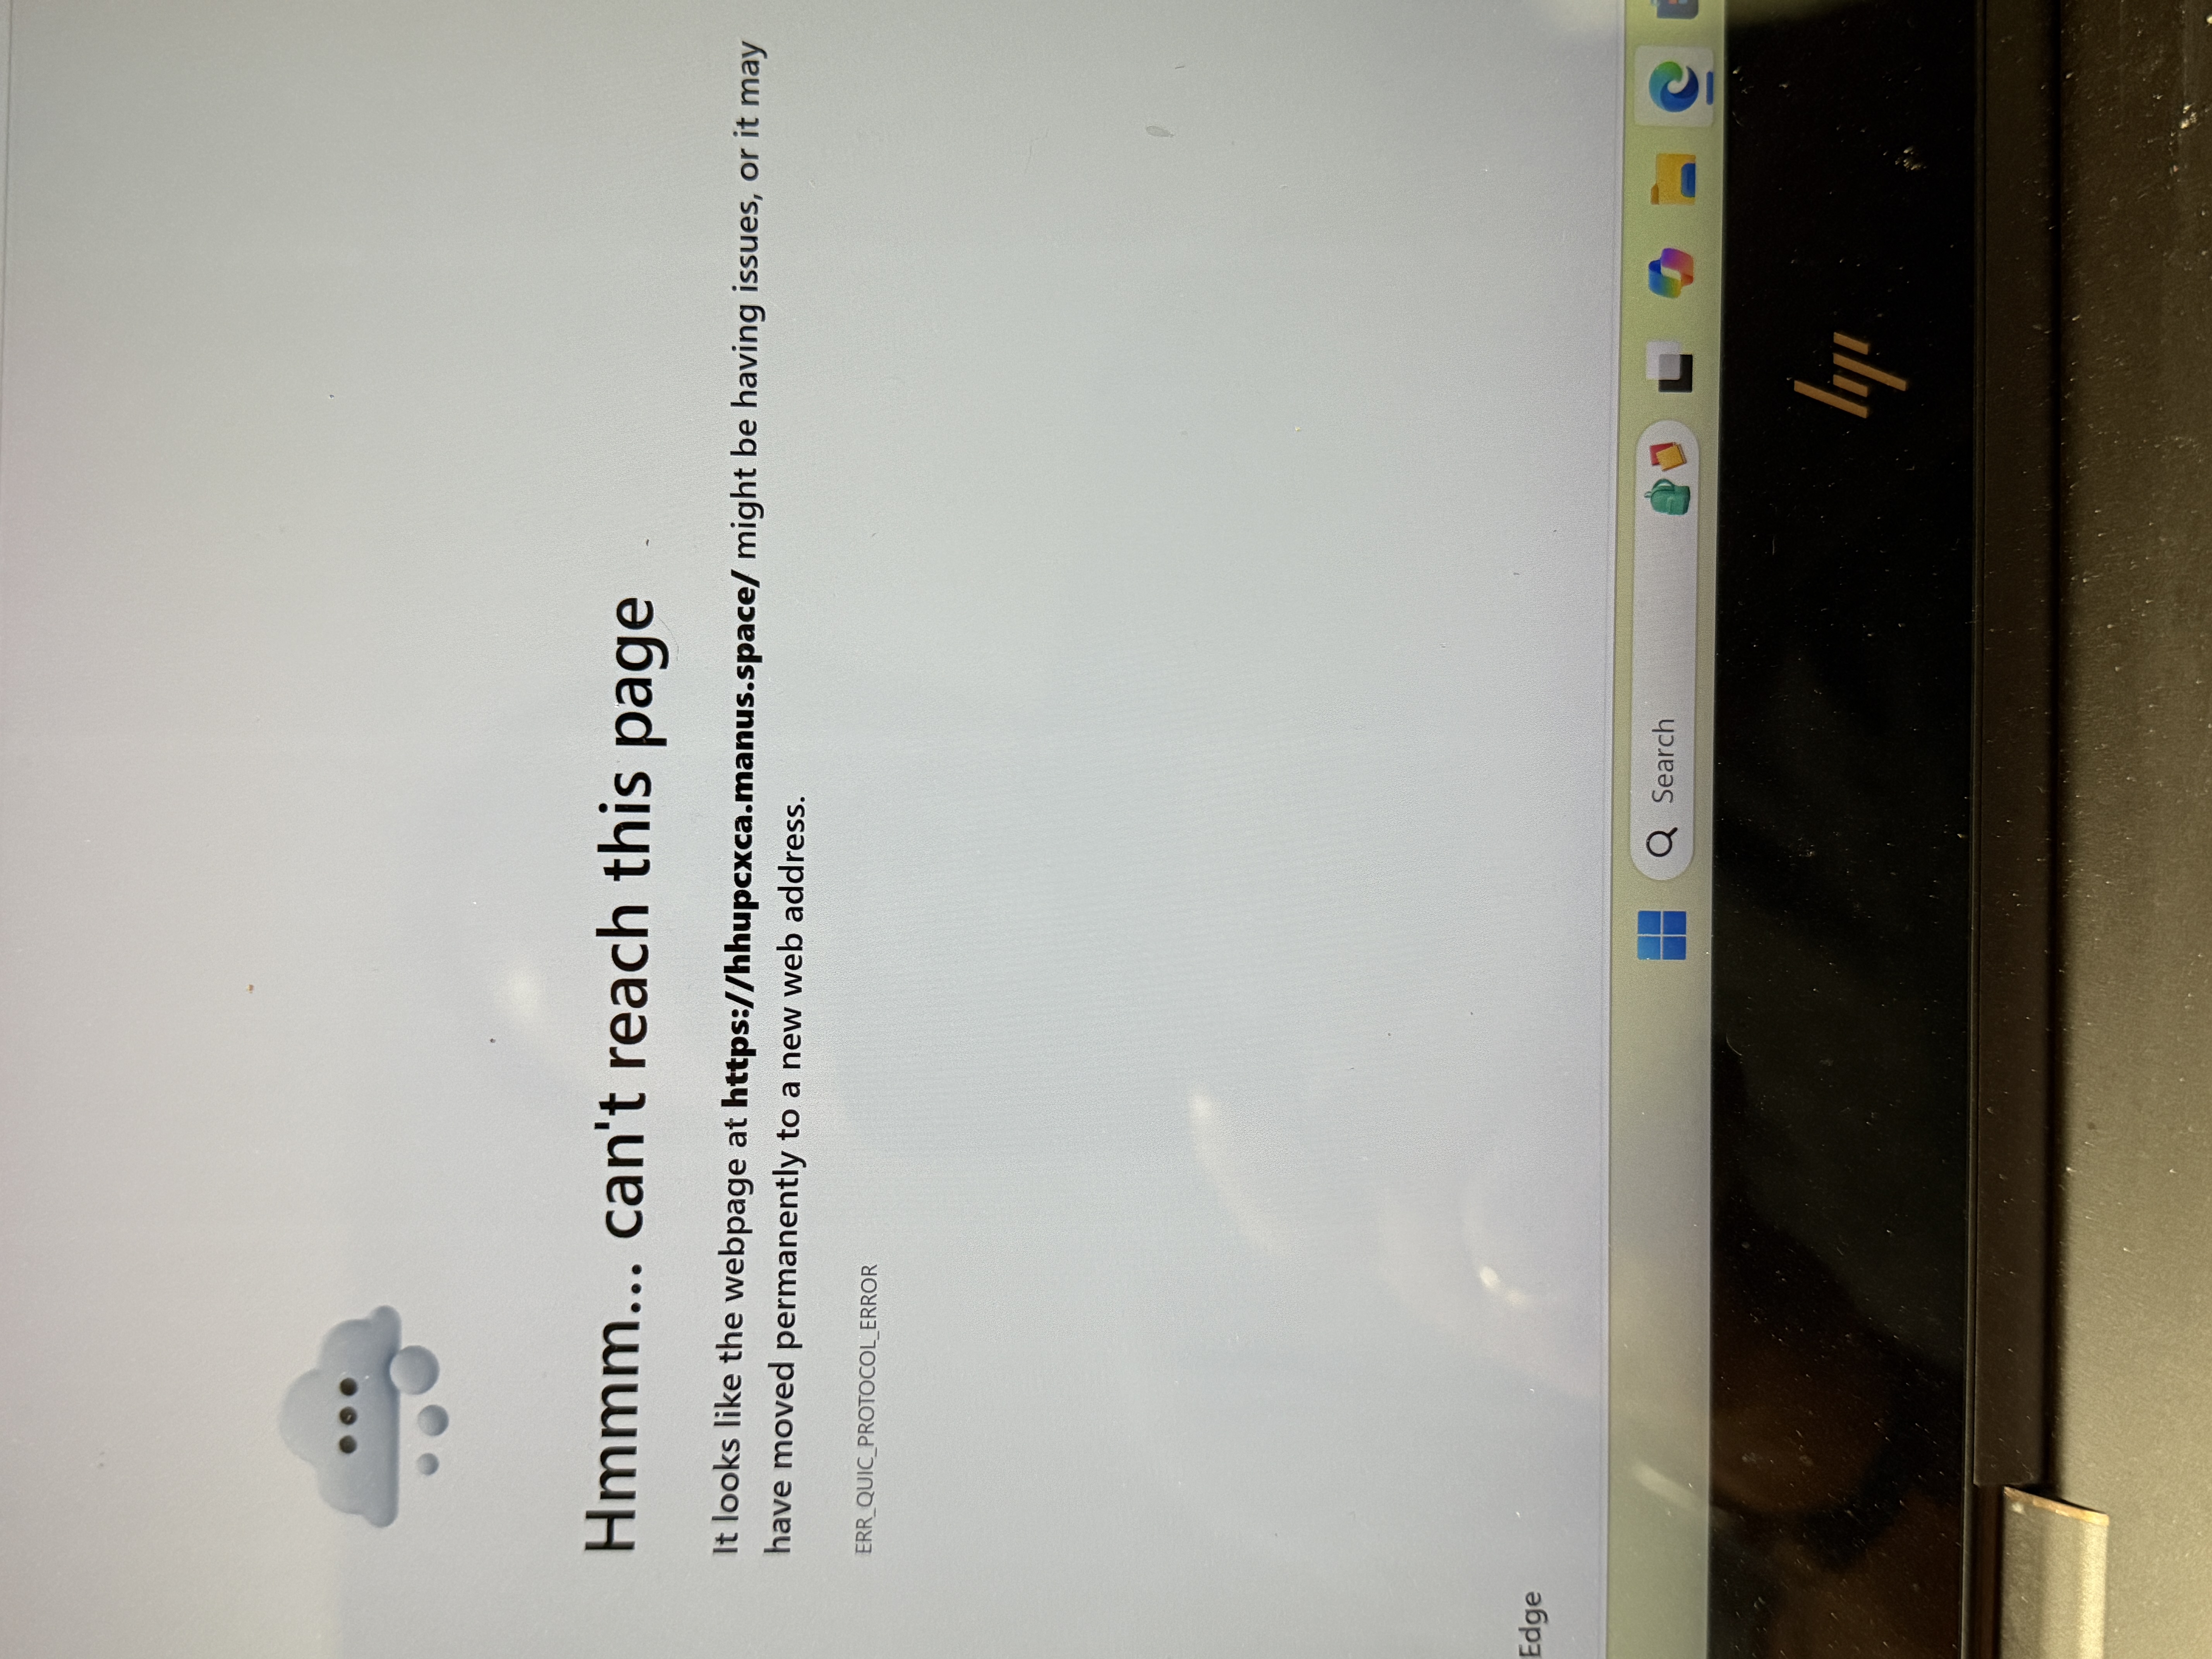 Hmmm... can't reach this page
It looks like the webpage at https://hhupcxca.manus.space/ might be having issues, or it may
have moved permanently to a new web address.
ERR_QUIC_PROTOCOL_ERROR
Edge
Search
hp